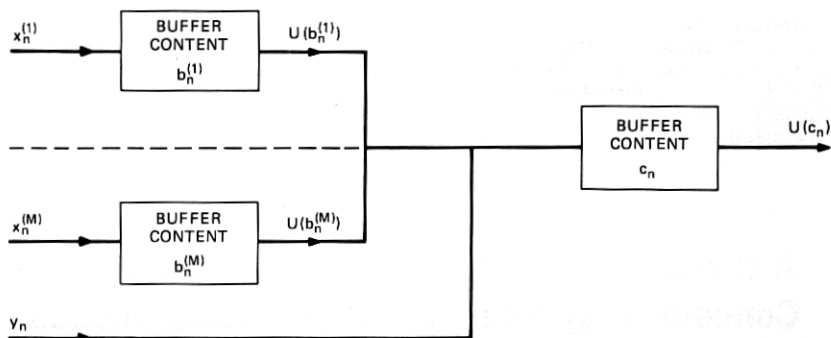 x_n^(1)
BUFFER
CONTENT
b_n^(1)
U(b_n^(1))
BUFFER
CONTENT
c_n
U(c_n)
x_n^(M)
BUFFER
CONTENT
b_n^(M)
U(b_n^(M))
y_n